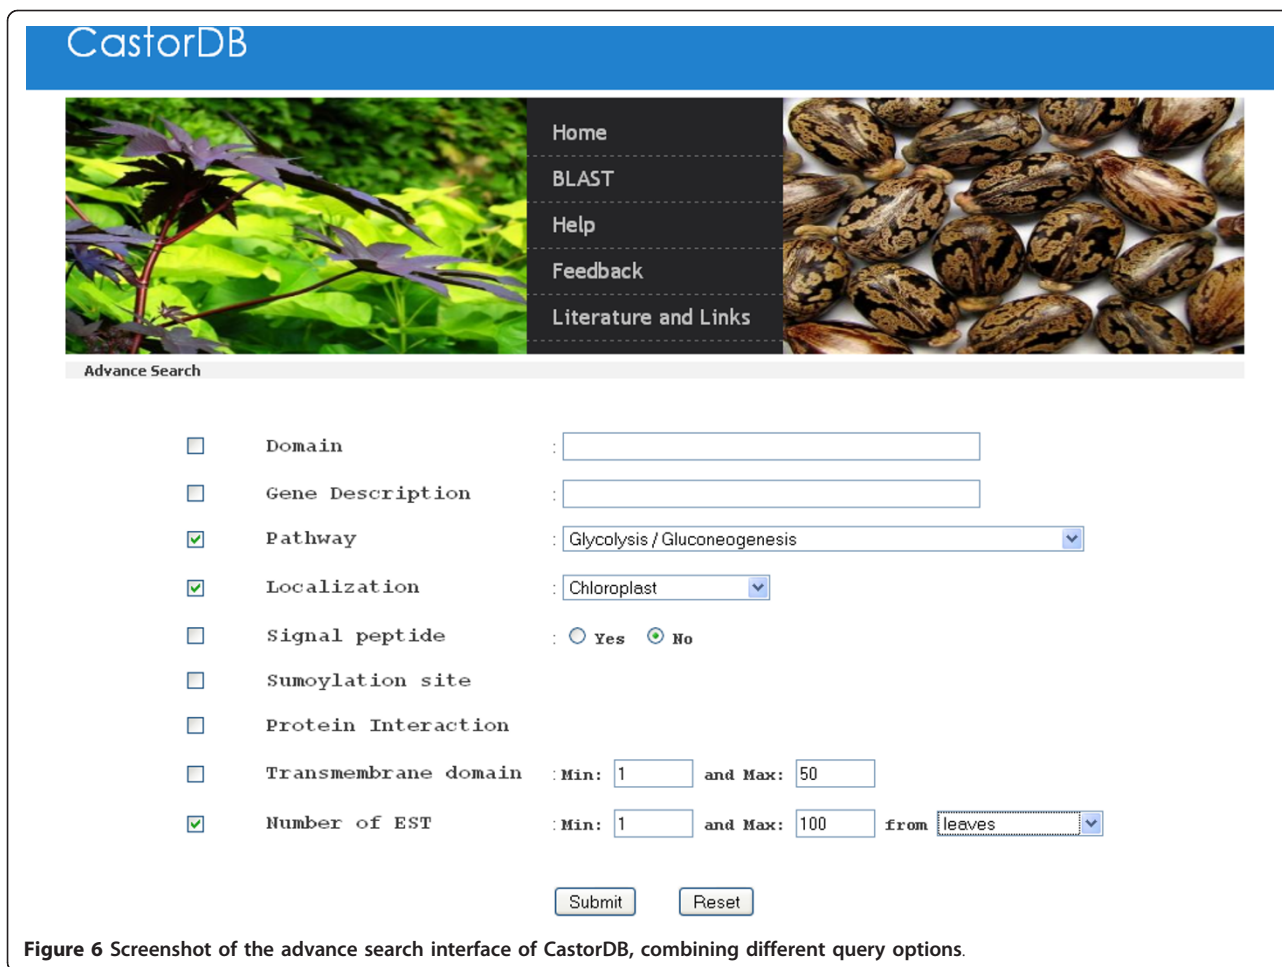 CastorDB
Home
BLAST
Help
Feedback
Literature and Links
Advance Search
Domain :
Gene Description :
Pathway : Glycolysis / Gluconeogenesis
Localization : Chloroplast
Signal peptide : Yes No
Sumoylation site
Protein Interaction
Transmembrane domain : Min: 1 and Max: 50
Number of EST : Min: 1 and Max: 100 from leaves
Submit Reset
Figure 6 Screenshot of the advance search interface of CastorDB, combining different query options.